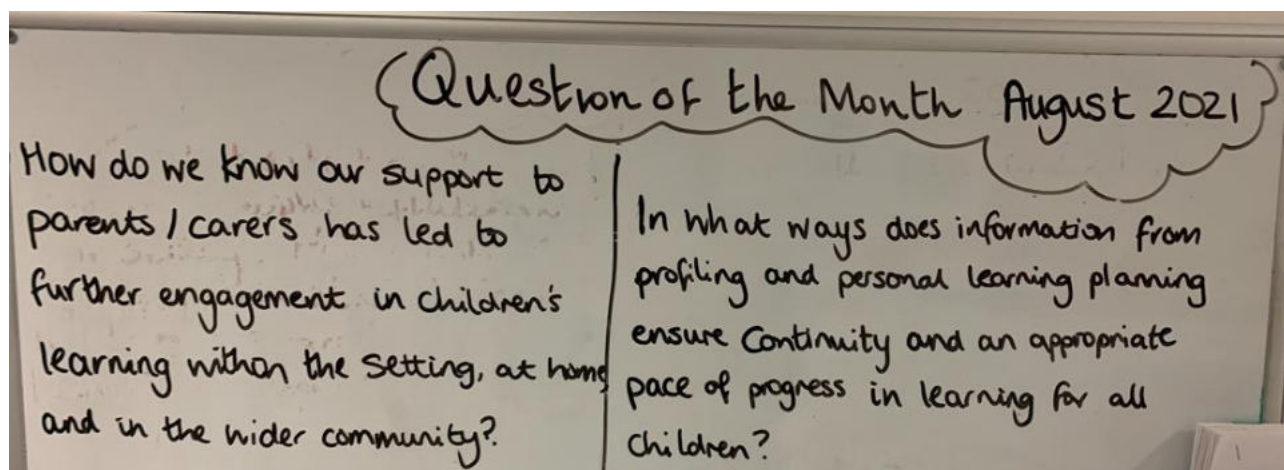 Question of the Month August 2021
How do we know our support to
parents / carers has led to
further engagement in children's
learning within the setting, at home
and in the wider community?
In what ways does information from
profiling and personal learning planning
ensure Continuity and an appropriate
pace of progress in learning for all
children?